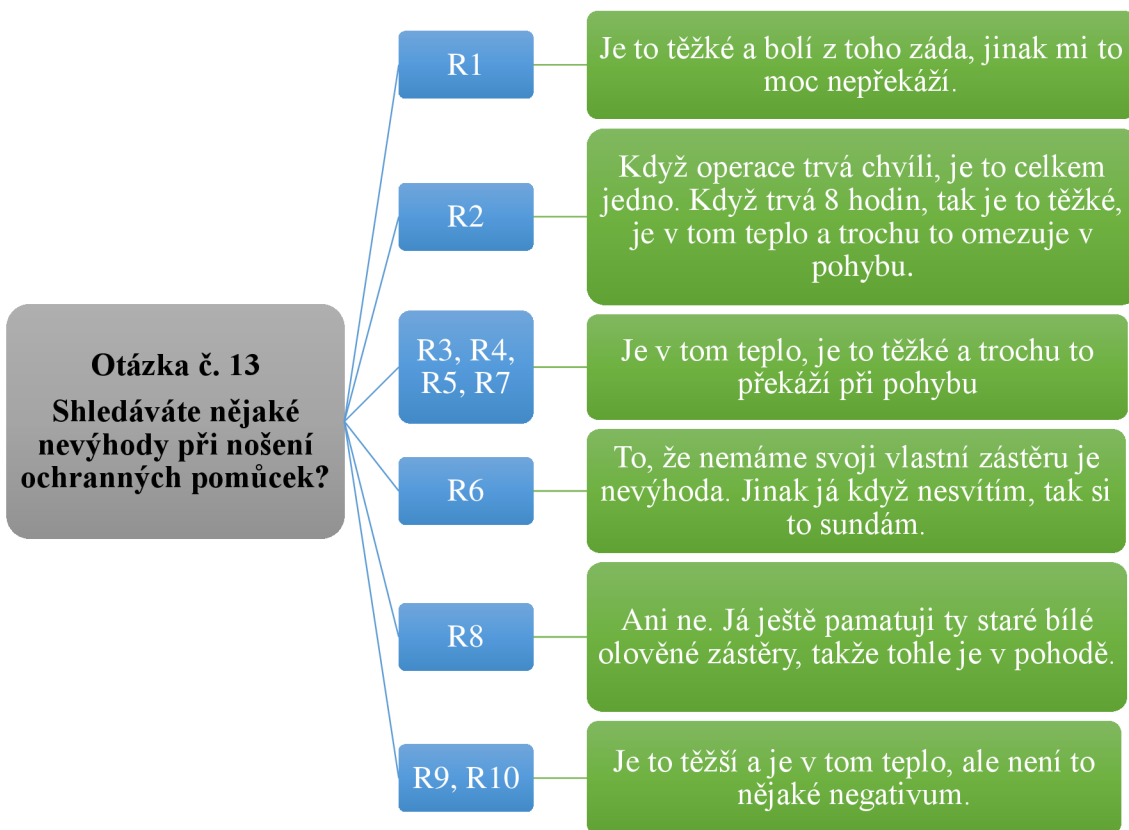 Otázka č. 13
Shledáváte nějaké
nevýhody při nošení
ochranných pomůcek?
R1
Je to těžké a bolí z toho záda, jinak mi to
moc nepřekáží.
R2
Když operace trvá chvíli, je to celkem
jedno. Když trvá 8 hodin, tak je to těžké,
je v tom teplo a trochu to omezuje v
pohybu.
R3, R4,
R5, R7
Je v tom teplo, je to těžké a trochu to
překáží při pohybu
R6
To, že nemáme svoji vlastní zástěru je
nevýhoda. Jinak já když nesvítím, tak si
to sundám.
R8
Ani ne. Já ještě pamatuji ty staré bílé
olověné zástěry, takže tohle je v pohodě.
R9, R10
Je to těžší a je v tom teplo, ale není to
nějaké negativum.